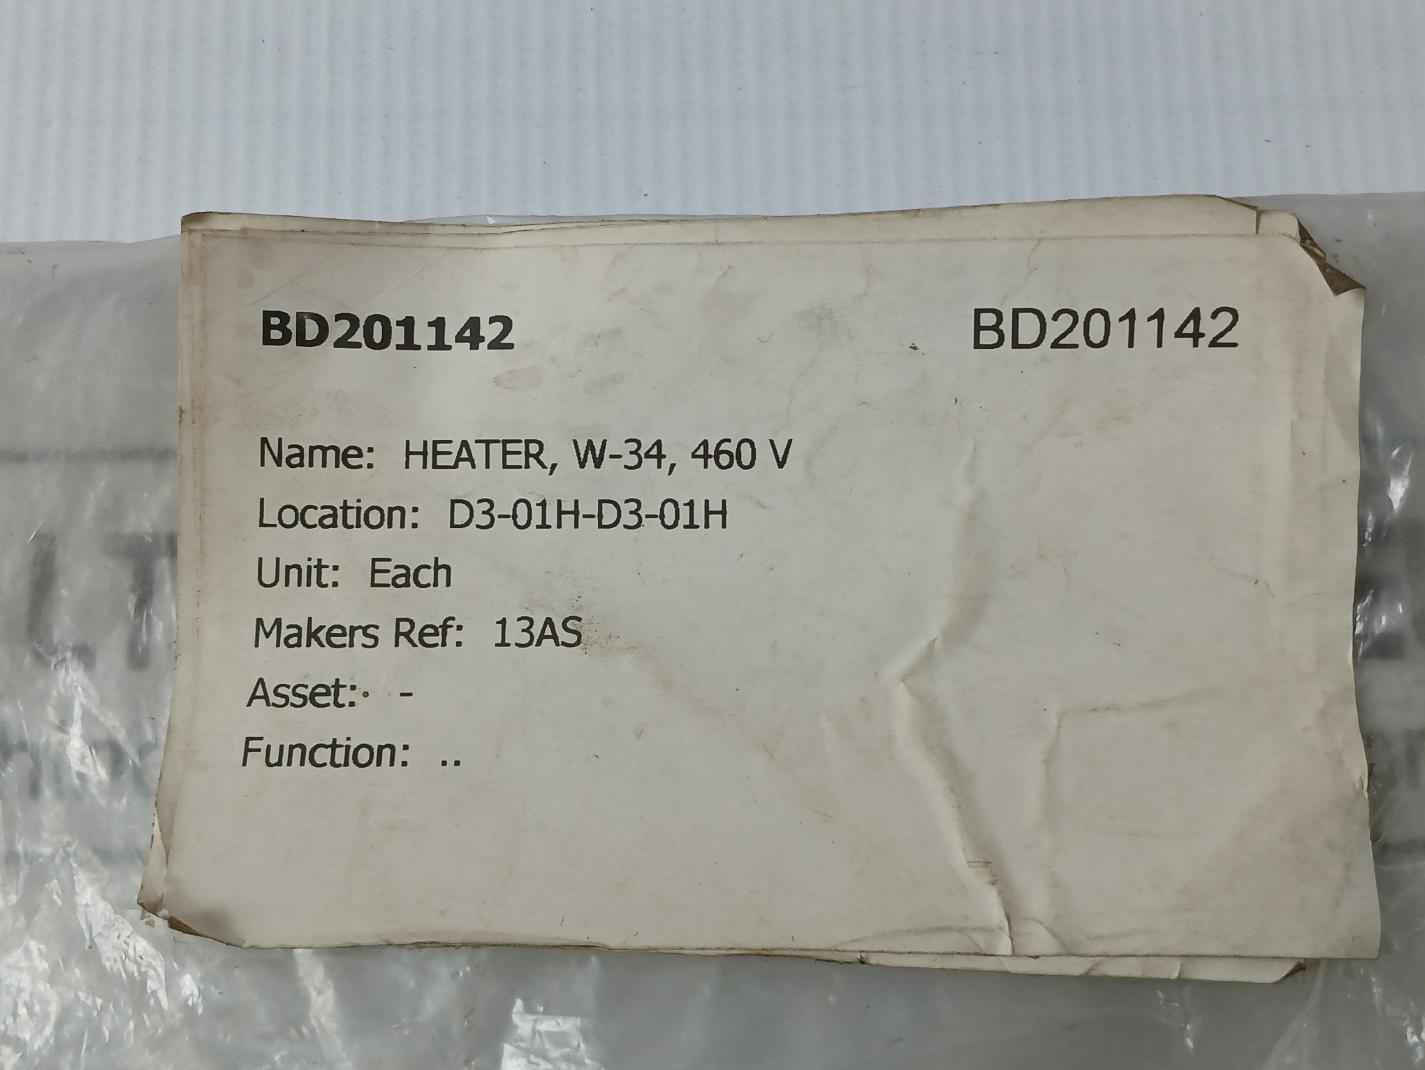 BD201142 BD201142
Name: HEATER, W-34, 460 V
Location: D3-01H-D3-01H
Unit: Each
Makers Ref: 13AS
Asset: -
Function: ..